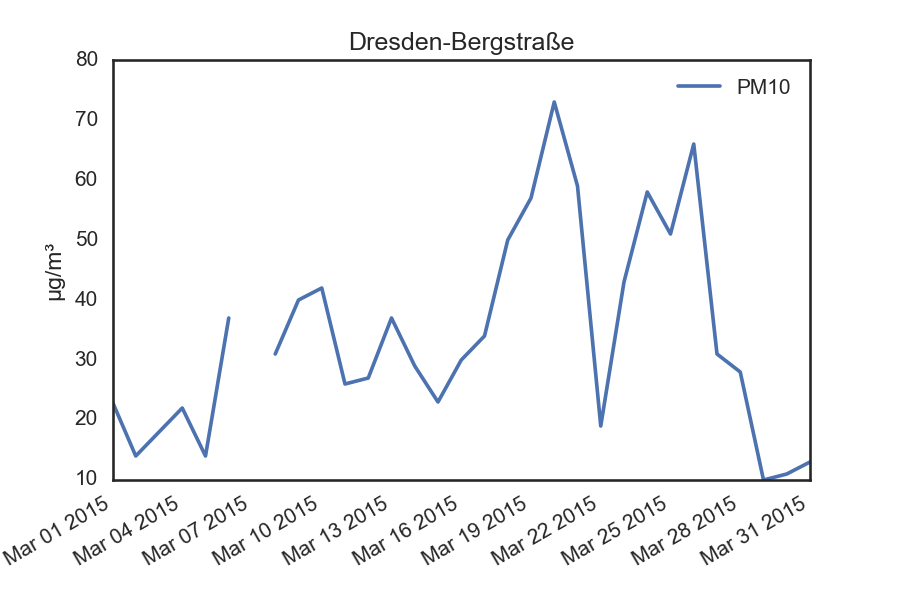 Dresden-Bergstraße
80
70
60
50
40
30
20
10
µg/m³
PM10
Mar 01 2015
Mar 04 2015
Mar 07 2015
Mar 10 2015
Mar 13 2015
Mar 16 2015
Mar 19 2015
Mar 22 2015
Mar 25 2015
Mar 28 2015
Mar 31 2015